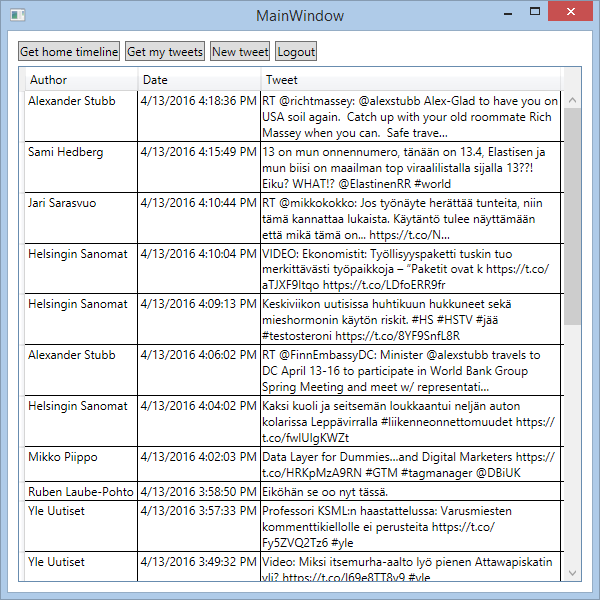 MainWindow
Get home timeline Get my tweets New tweet Logout
Author Date Tweet
Alexander Stubb 4/13/2016 4:18:36 PM RT @richtmassey: @alexstubb Alex-Glad to have you on
USA soil again. Catch up with your old roommate Rich
Massey when you can. Safe trave...
Sami Hedberg 4/13/2016 4:15:49 PM 13 on mun onnennumero, tänään on 13.4, Elastisen ja
mun biisi on maailman top viraalilistalla sijalla 13??!
Eiku? WHAT!? @ElastinenRR #world
Jari Sarasvuo 4/13/2016 4:10:44 PM RT @mikkokokko: Jos työnäyte herättää tunteita, niin
tämä kannattaa lukaista. Käytäntö tulee näyttämään
että mikä tämä on... https://t.co/N...
Helsingin Sanomat 4/13/2016 4:10:04 PM VIDEO: Ekonomistit: Työllisyyspaketti tuskin tuo
merkittävästi työpaikkoja – ”Paketit ovat k https://t.co/
aTJXF9Itqo https://t.co/LDfoERR9fr
Helsingin Sanomat 4/13/2016 4:09:13 PM Keskiviikon uutisissa huhtikuun hukkuneet sekä
mieshormonin käytön riskit. #HS #HSTV #jää
#testosteroni https://t.co/8YF9SnfL8R
Alexander Stubb 4/13/2016 4:06:02 PM RT @FinnEmbassyDC: Minister @alexstubb travels to
DC April 13-16 to participate in World Bank Group
Spring Meeting and meet w/ representati...
Helsingin Sanomat 4/13/2016 4:04:02 PM Kaksi kuoli ja seitsemän loukkaantui neljän auton
kolarissa Leppävirralla #liikenneonnettomuudet https://
t.co/fwlUIgKWZt
Mikko Piippo 4/13/2016 4:02:03 PM Data Layer for Dummies...and Digital Marketers https://
t.co/HRKpMzA9RN #GTM #tagmanager @DBiUK
Ruben Laube-Pohto 4/13/2016 3:58:50 PM Eiköhän se oo nyt tässä.
Yle Uutiset 4/13/2016 3:57:33 PM Professori KSML:n haastattelussa: Varusmiesten
kommenttikiellolle ei perusteita https://t.co/
Fy5ZVQ2Tz6 #yle
Yle Uutiset 4/13/2016 3:49:32 PM Video: Miksi itsemurha-aalto lyö pienen Attawapiskatin
yli? https://t.co/I69e8TT8v9 #yle